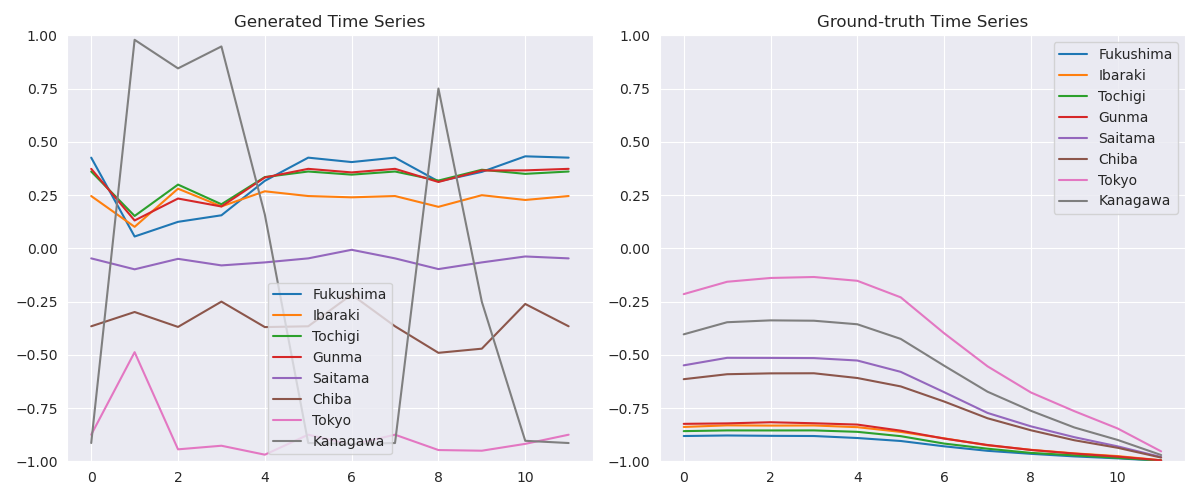 Generated Time Series
1.00
0.75
0.50
0.25
0.00
−0.25
−0.50
−0.75
−1.00
0 2 4 6 8 10
Fukushima
Ibaraki
Tochigi
Gunma
Saitama
Chiba
Tokyo
Kanagawa
Ground-truth Time Series
1.00
0.75
0.50
0.25
0.00
−0.25
−0.50
−0.75
−1.00
0 2 4 6 8 10
Fukushima
Ibaraki
Tochigi
Gunma
Saitama
Chiba
Tokyo
Kanagawa